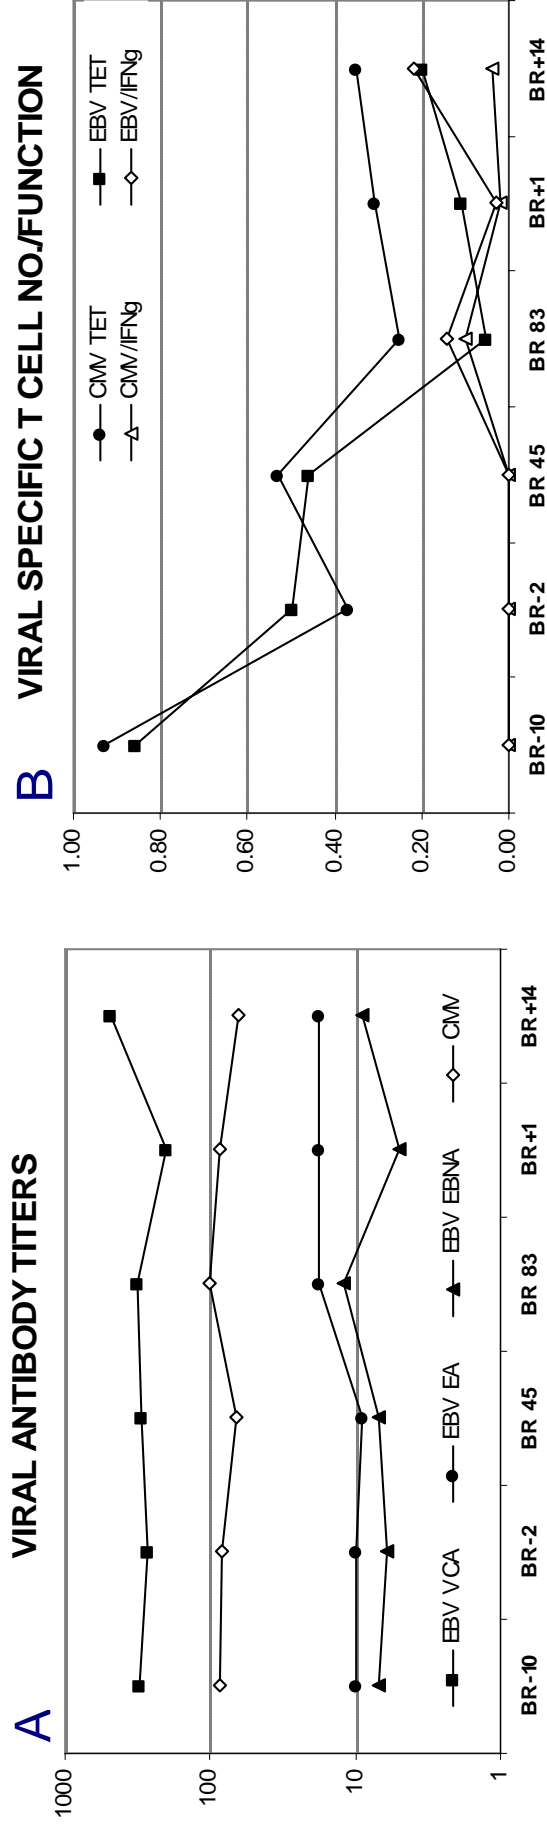 A
VIRAL ANTIBODY TITERS
1000
100
10
1
EBV VCA
EBV EA
EBV EBNA
CMV
BR-10
BR-2
BR 45
BR 83
BR+1
BR+14
B
VIRAL SPECIFIC T CELL NO./FUNCTION
CMV TET
EBV TET
CMV/IFNg
EBV/IFNg
1.00
0.80
0.60
0.40
0.20
0.00
BR-10
BR-2
BR 45
BR 83
BR+1
BR+14